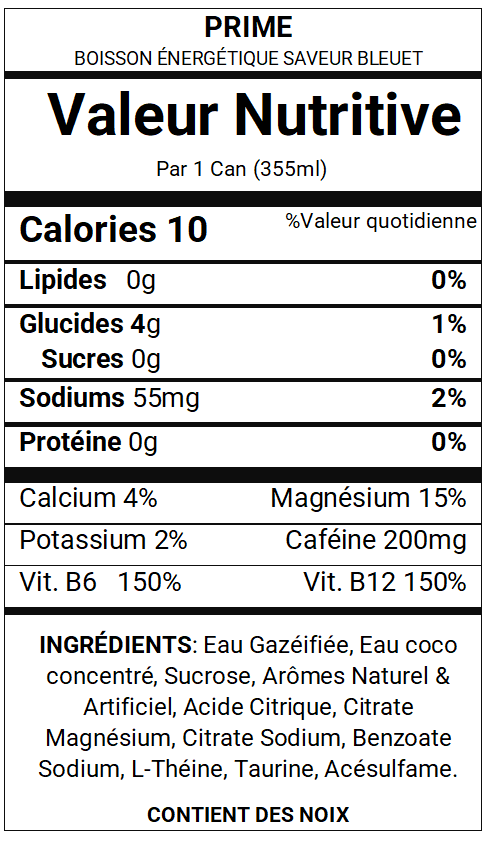 PRIME
BOISSON ÉNERGÉTIQUE SAVEUR BLEUET
Valeur Nutritive
Par 1 Can (355ml)
Calories 10 %Valeur quotidienne
Lipides 0g 0%
Glucides 4g 1%
Sucres 0g 0%
Sodiums 55mg 2%
Protéine 0g 0%
Calcium 4% Magnésium 15%
Potassium 2% Caféine 200mg
Vit. B6 150% Vit. B12 150%
INGRÉDIENTS: Eau Gazéifiée, Eau coco
concentré, Sucrose, Arômes Naturel &
Artificiel, Acide Citrique, Citrate
Magnésium, Citrate Sodium, Benzoate
Sodium, L-Théine, Taurine, Acésulfame.
CONTIENT DES NOIX